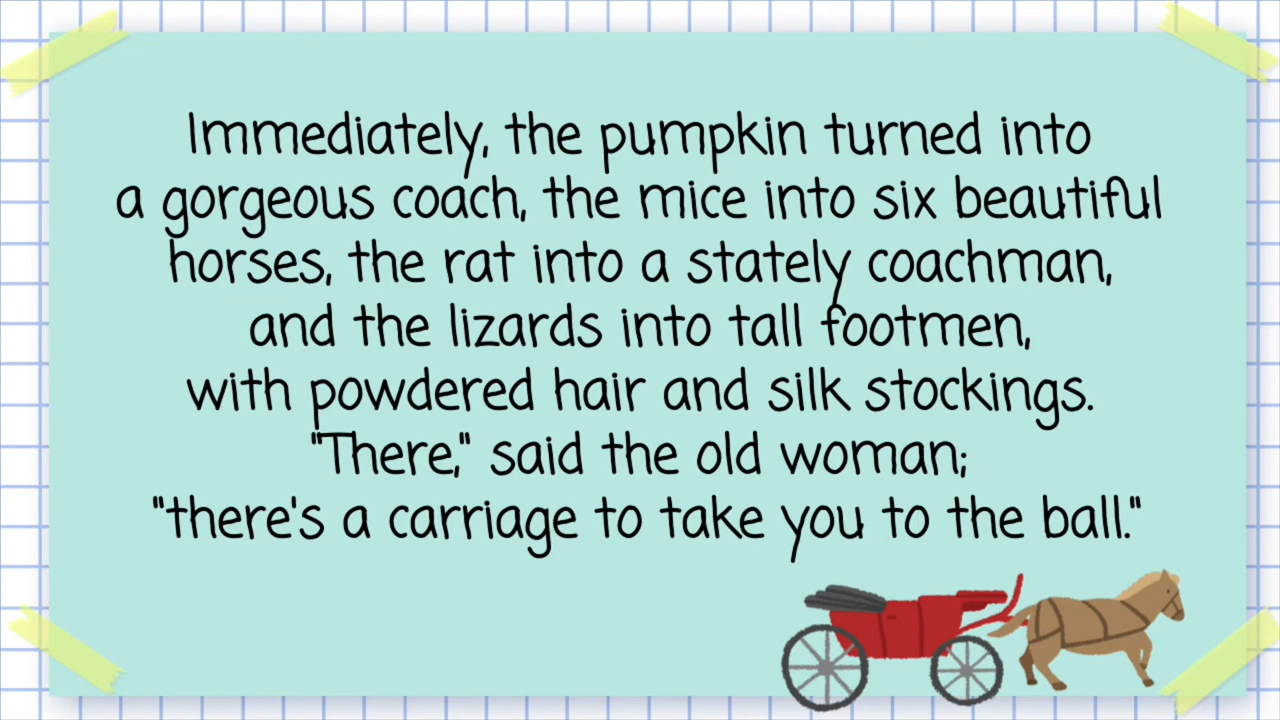 Immediately, the pumpkin turned into
a gorgeous coach, the mice into six beautiful
horses, the rat into a stately coachman,
and the lizards into tall footmen,
with powdered hair and silk stockings.
"There," said the old woman;
"there's a carriage to take you to the ball."